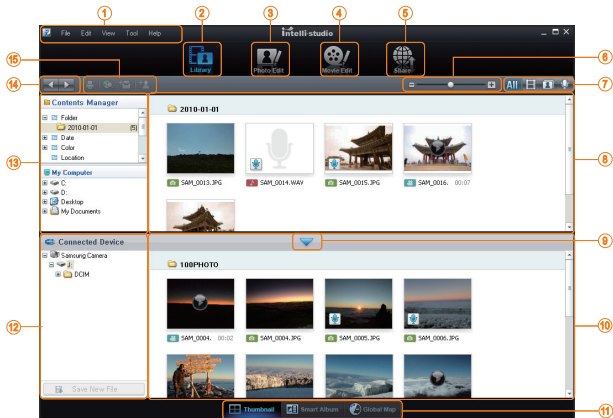 1
2
3
4
5
File Edit View Tool Help
Intelli-studio
Library
Photo Edit
Movie Edit
Share
15
6
14
All
7
Contents Manager
Folder
2010-01-01 (5)
Date
Color
Location
My Computer
C:
D:
Desktop
My Documents
13
2010-01-01
SAM_0013.JPG
SAM_0014.WAV
SAM_0015.JPG
SAM_0016. 00:07
8
9
Connected Device
Samsung Camera
J:
DCIM
12
Save New File
100PHOTO
SAM_0004. 00:02
SAM_0004.JPG
SAM_0005.JPG
SAM_0006.JPG
10
Thumbnail
Smart Album
Global Map
11